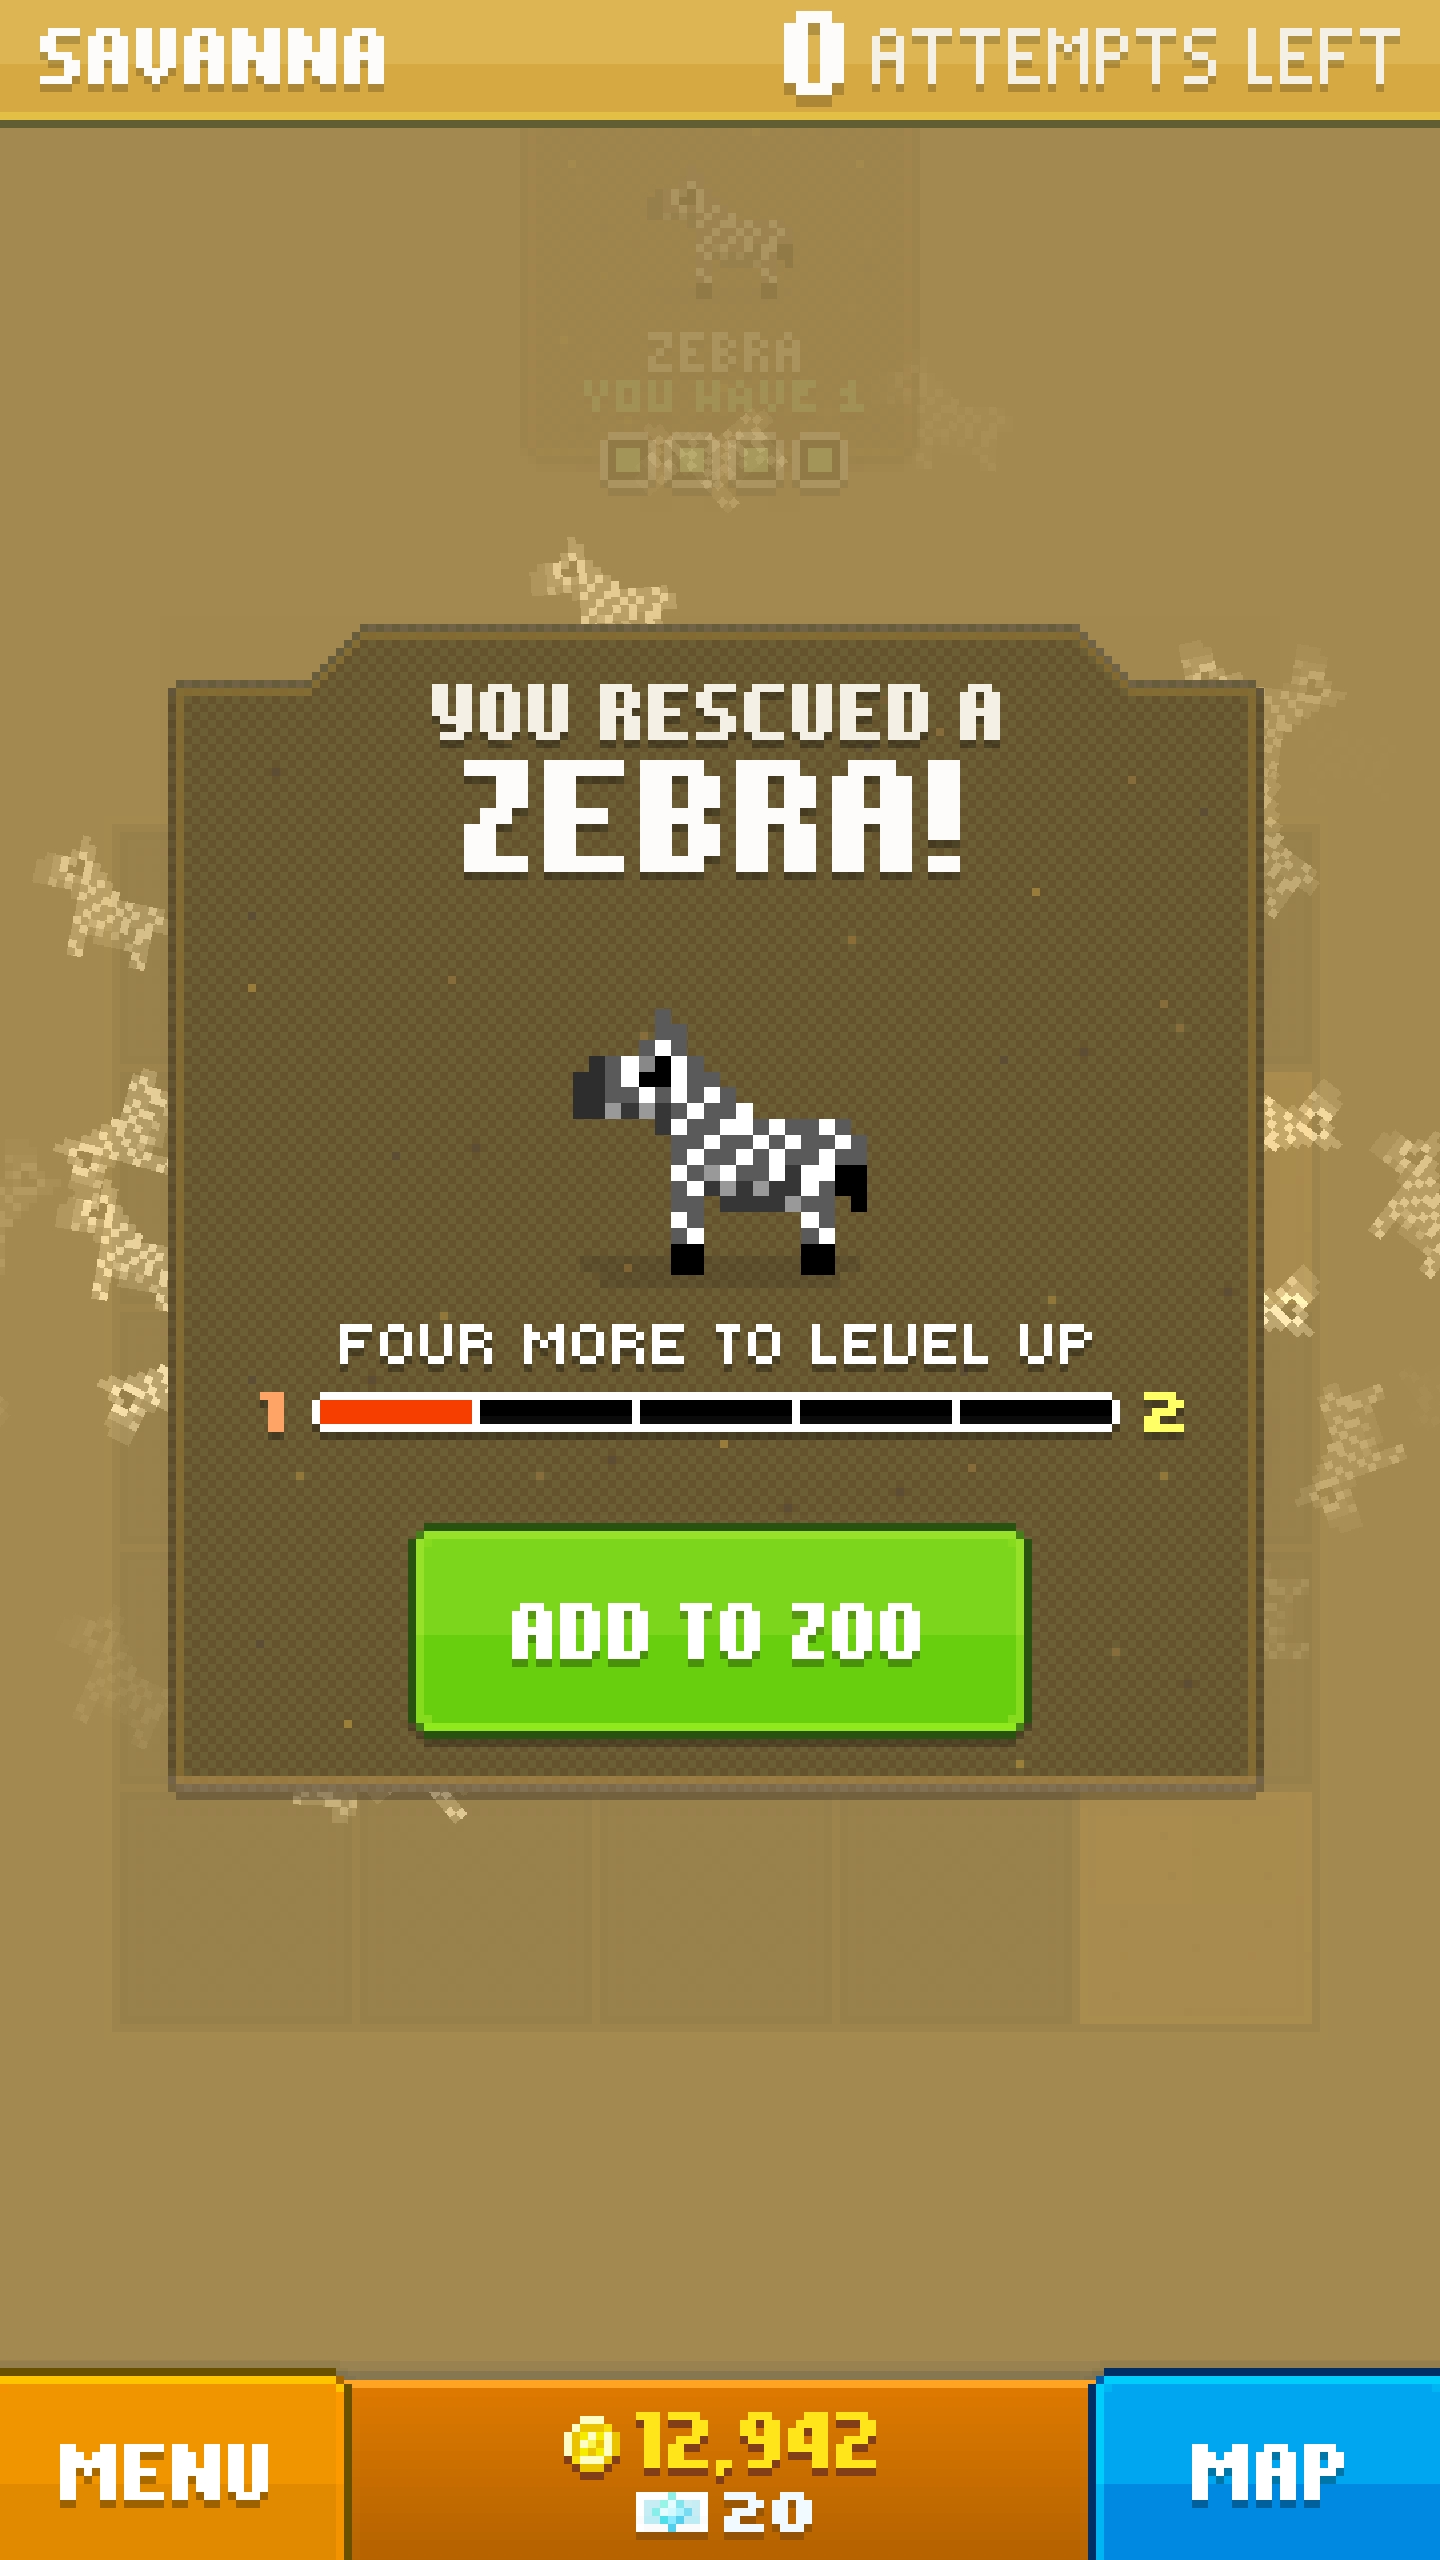 SAVANNA
0 ATTEMPTS LEFT
ZEBRA
YOU HAVE 1
YOU RESCUED A
ZEBRA!
FOUR MORE TO LEVEL UP
1 2
ADD TO ZOO
MENU
12,942
20
MAP